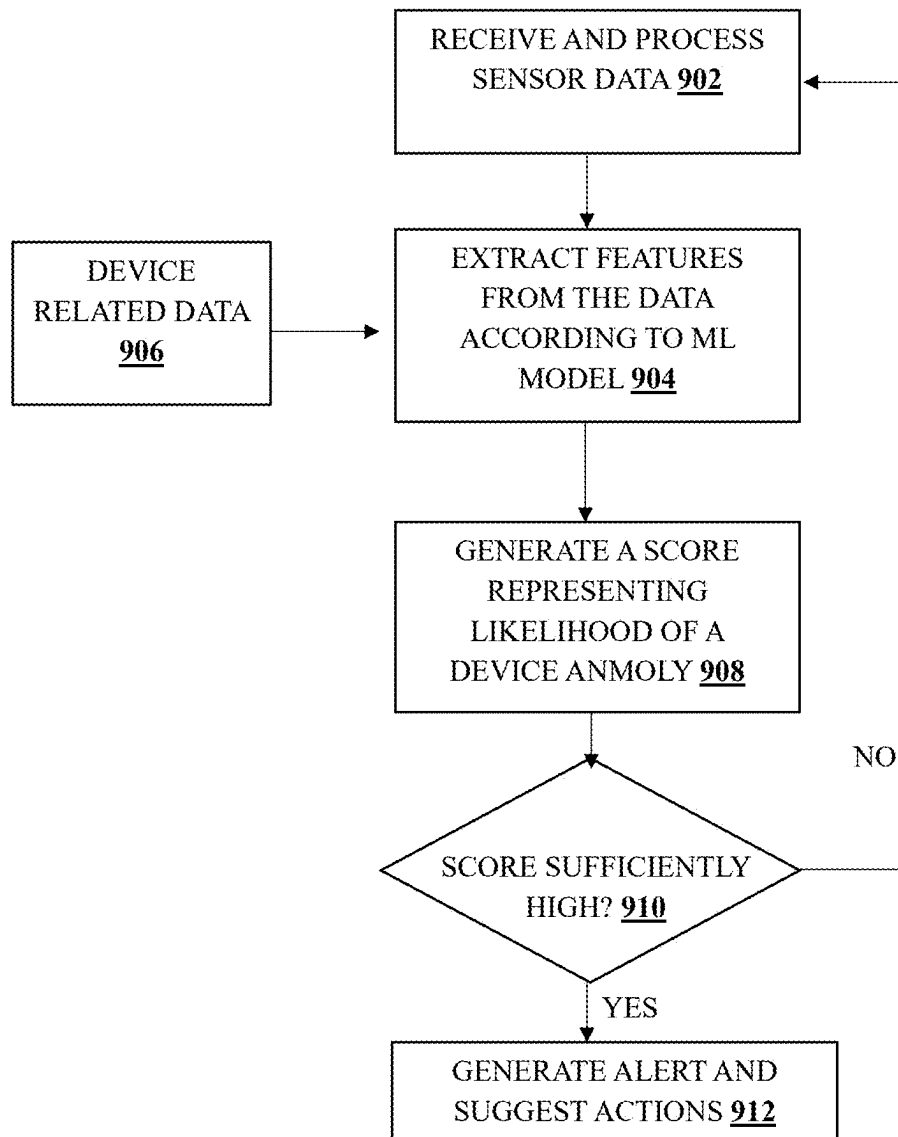 RECEIVE AND PROCESS
SENSOR DATA 902
DEVICE
RELATED DATA
906
EXTRACT FEATURES
FROM THE DATA
ACCORDING TO ML
MODEL 904
GENERATE A SCORE
REPRESENTING
LIKELIHOOD OF A
DEVICE ANMOLY 908
NO
SCORE SUFFICIENTLY
HIGH? 910
YES
GENERATE ALERT AND
SUGGEST ACTIONS 912